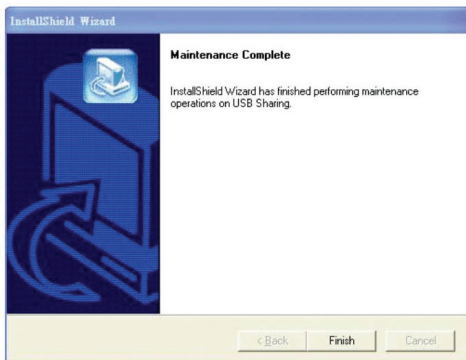 InstallShield Wizard
Maintenance Complete
InstallShield Wizard has finished performing maintenance
operations on USB Sharing.
< Back
Finish
Cancel